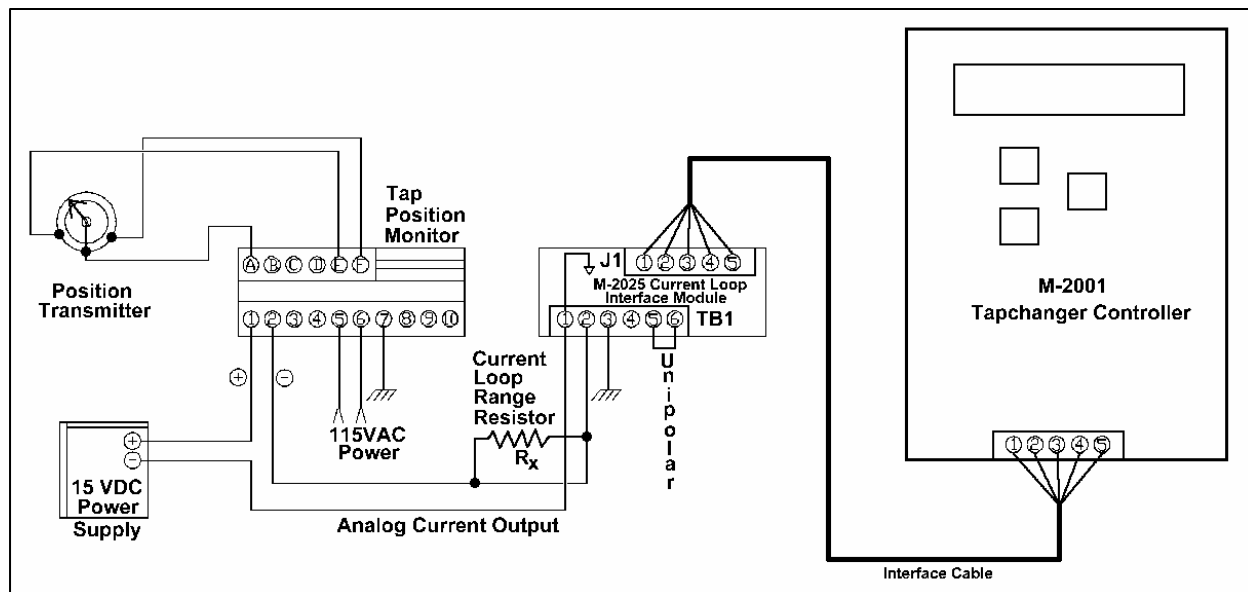 Position
Transmitter
Tap
Position
Monitor
A B C D E F
1 2 3 4 5 6 7 8 9 10
+ −
115VAC
Power
+
−
15 VDC
Power
Supply
Current
Loop
Range
Resistor
Rx
Analog Current Output
J1
1 2 3 4 5
M-2025 Current Loop
Interface Module
1 2 3 4 5 6
TB1
Unipolar
M-2001
Tapchanger Controller
1 2 3 4 5
Interface Cable